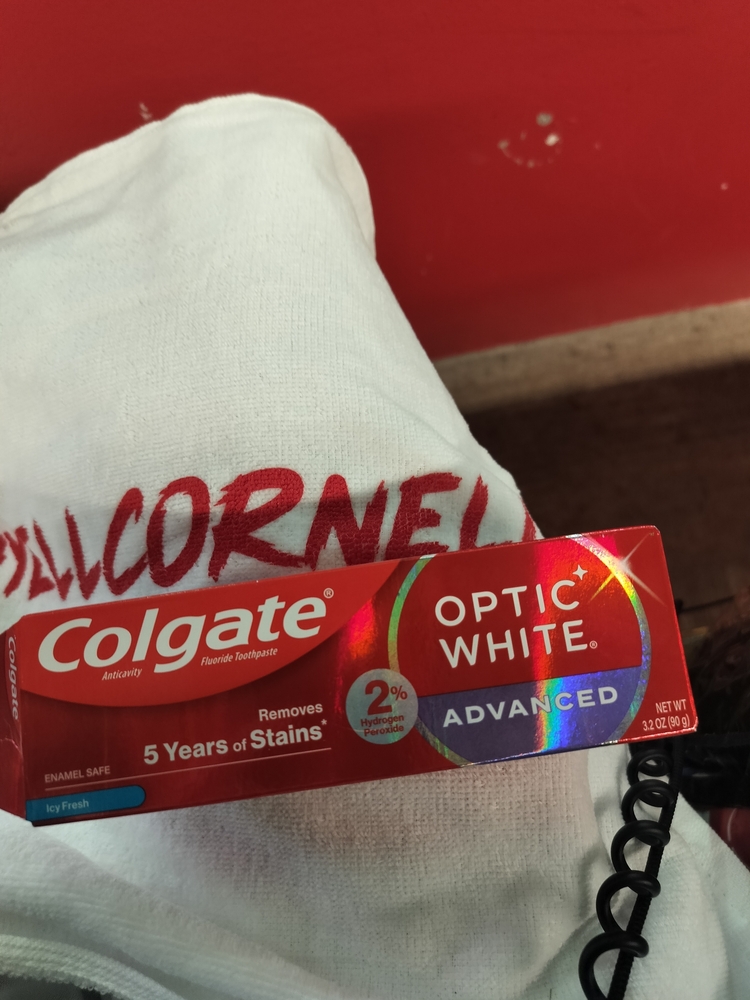 CORNELL
Colgate®
Anticavity Fluoride Toothpaste
Removes
5 Years of Stains*
ENAMEL SAFE
Icy Fresh
2%
Hydrogen
Peroxide
OPTIC
WHITE®
ADVANCED
NET WT
3.2 OZ (90 g)
Colgate